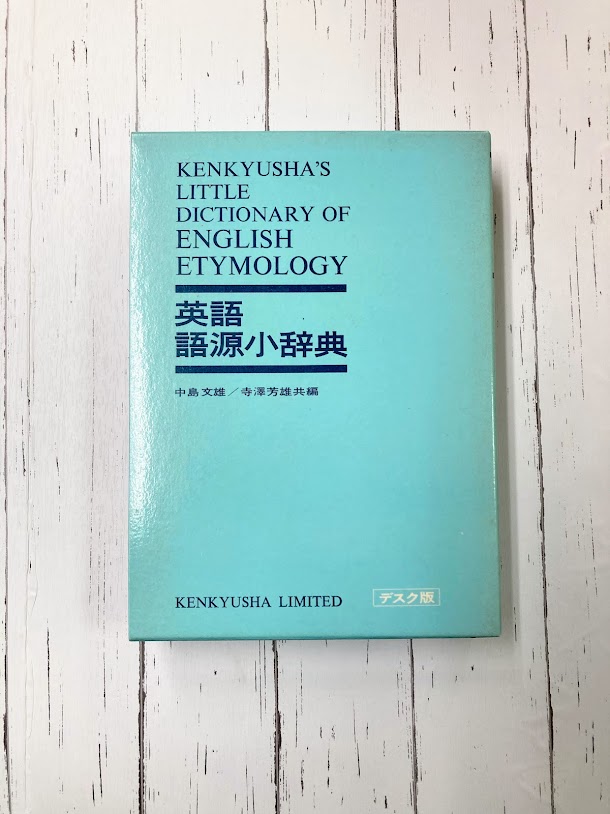 KENKYUSHA'S
LITTLE
DICTIONARY OF
ENGLISH
ETYMOLOGY
英語
語源小辞典
中島文雄／寺澤芳雄共編
KENKYUSHA LIMITED
デスク版